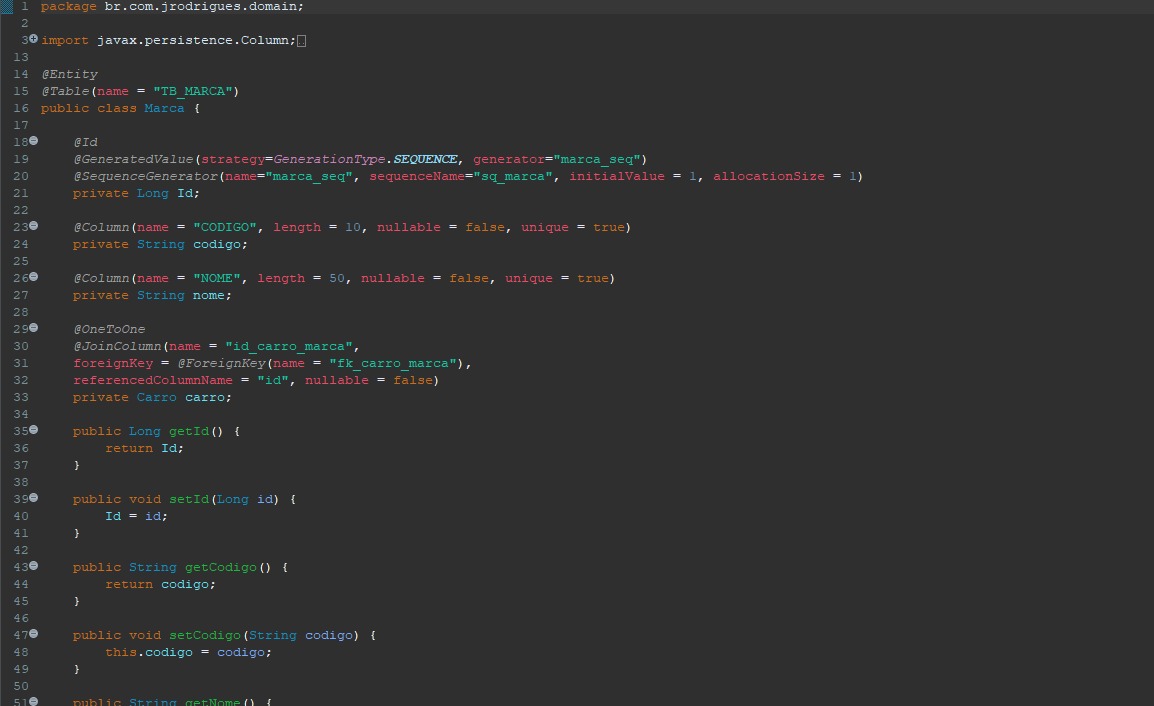 1 package br.com.jrodrigues.domain;
2
3 import javax.persistence.Column;
13
14 @Entity
15 @Table(name = "TB_MARCA")
16 public class Marca {
17
18 @Id
19 @GeneratedValue(strategy=GenerationType.SEQUENCE, generator="marca_seq")
20 @SequenceGenerator(name="marca_seq", sequenceName="sq_marca", initialValue = 1, allocationSize = 1)
21 private Long Id;
22
23 @Column(name = "CODIGO", length = 10, nullable = false, unique = true)
24 private String codigo;
25
26 @Column(name = "NOME", length = 50, nullable = false, unique = true)
27 private String nome;
28
29 @OneToOne
30 @JoinColumn(name = "id_carro_marca",
31 foreignKey = @ForeignKey(name = "fk_carro_marca"),
32 referencedColumnName = "id", nullable = false)
33 private Carro carro;
34
35 public Long getId() {
36 return Id;
37 }
38
39 public void setId(Long id) {
40 Id = id;
41 }
42
43 public String getCodigo() {
44 return codigo;
45 }
46
47 public void setCodigo(String codigo) {
48 this.codigo = codigo;
49 }
50
51 public String getNome() {